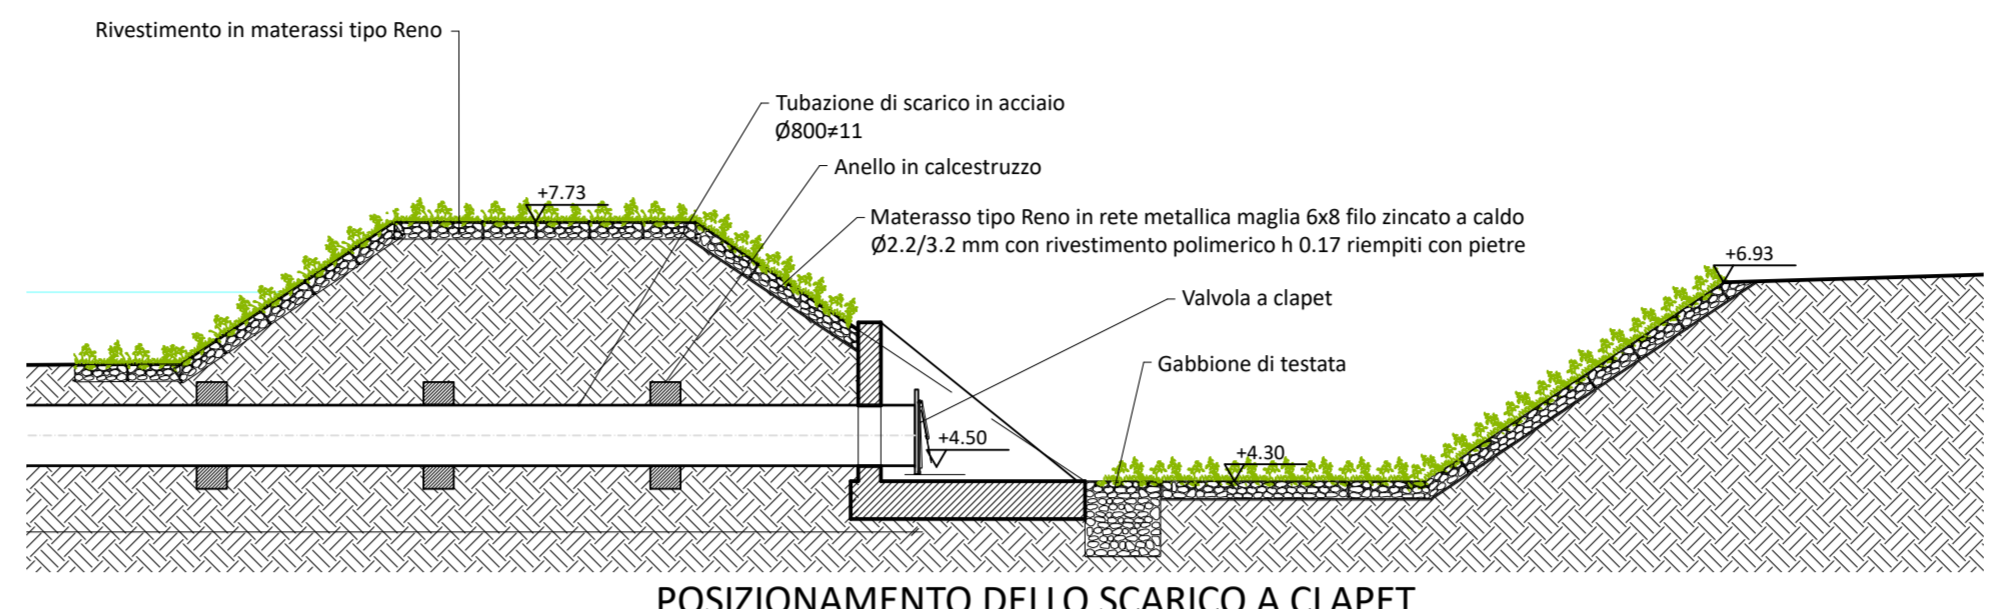 Rivestimento in materassi tipo Reno
Tubazione di scarico in acciaio
Ø800≠11
Anello in calcestruzzo
+7.73
Materasso tipo Reno in rete metallica maglia 6x8 filo zincato a caldo
Ø2.2/3.2 mm con rivestimento polimerico h 0.17 riempiti con pietre
+6.93
Valvola a clapet
Gabbione di testata
+4.50
+4.30
POSIZIONAMENTO DELLO SCARICO A CLAPET